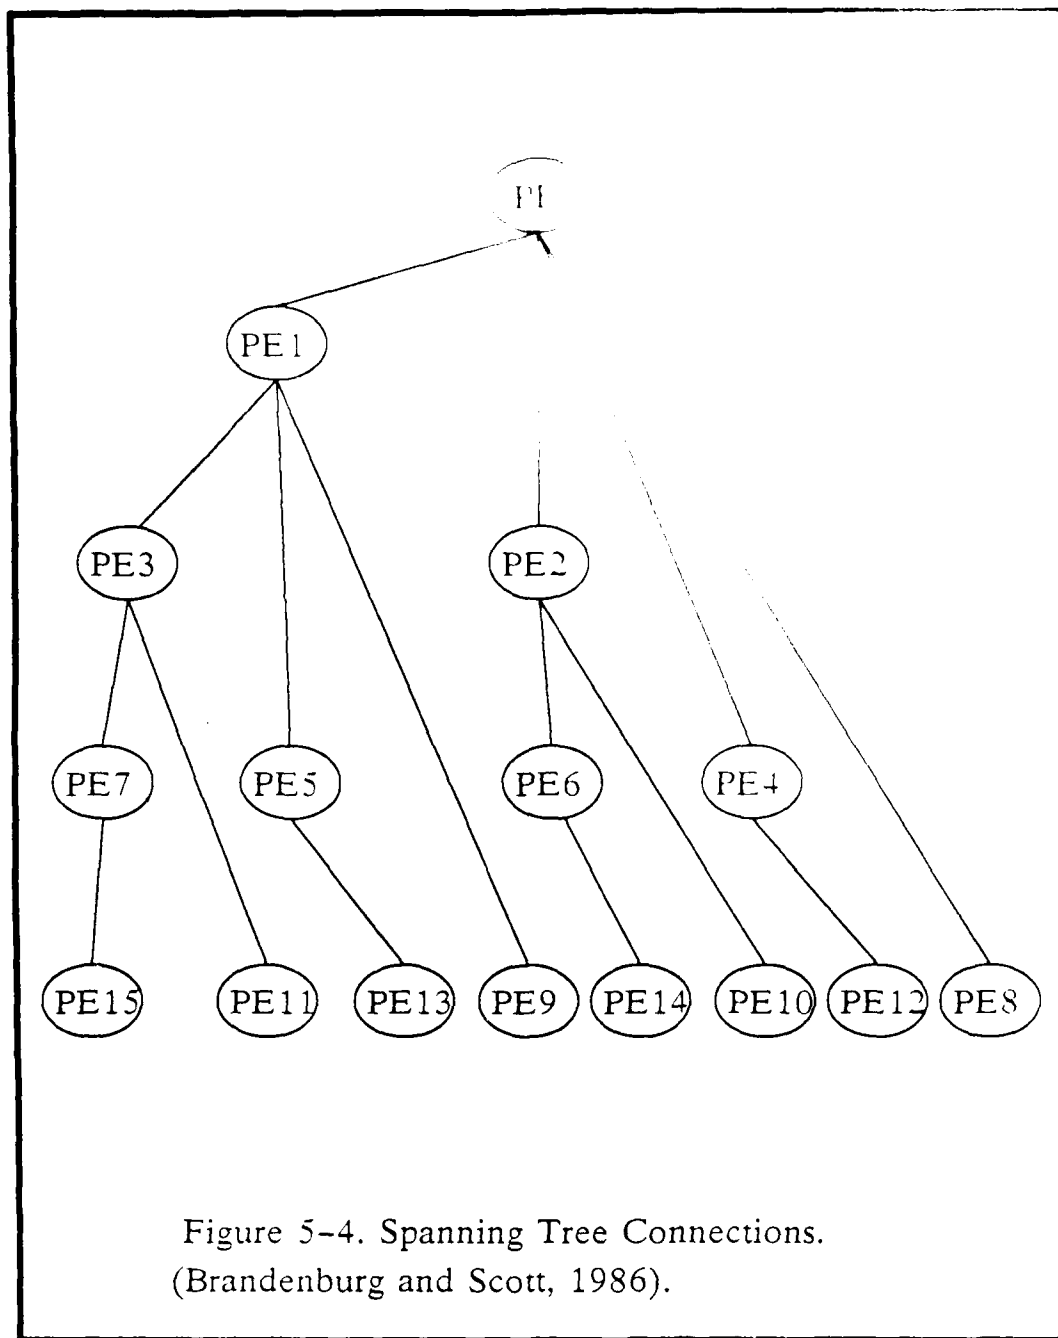 PE1
PE3
PE2
PE7
PE5
PE6
PE4
PE15
PE11
PE13
PE9
PE14
PE10
PE12
PE8
Figure 5-4. Spanning Tree Connections.
(Brandenburg and Scott, 1986).